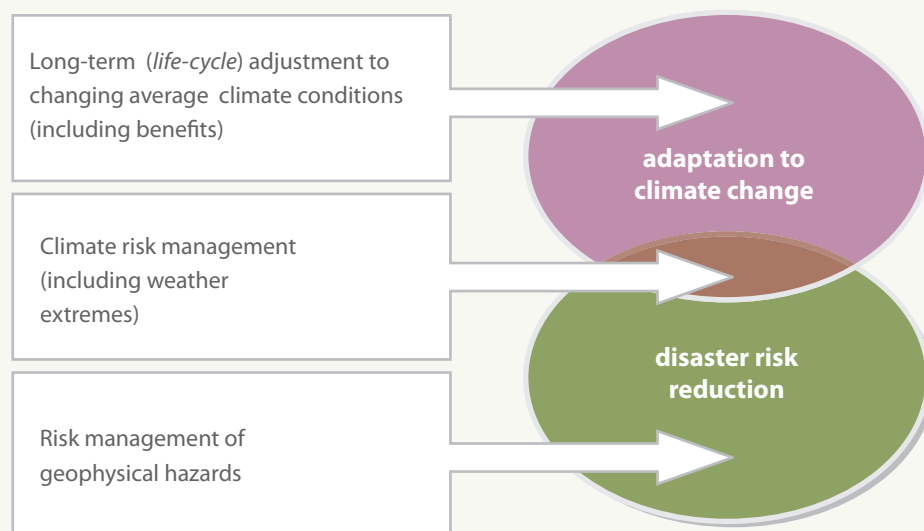 Long-term (life-cycle) adjustment to
changing average climate conditions
(including benefits)
adaptation to
climate change
Climate risk management
(including weather
extremes)
disaster risk
reduction
Risk management of
geophysical hazards